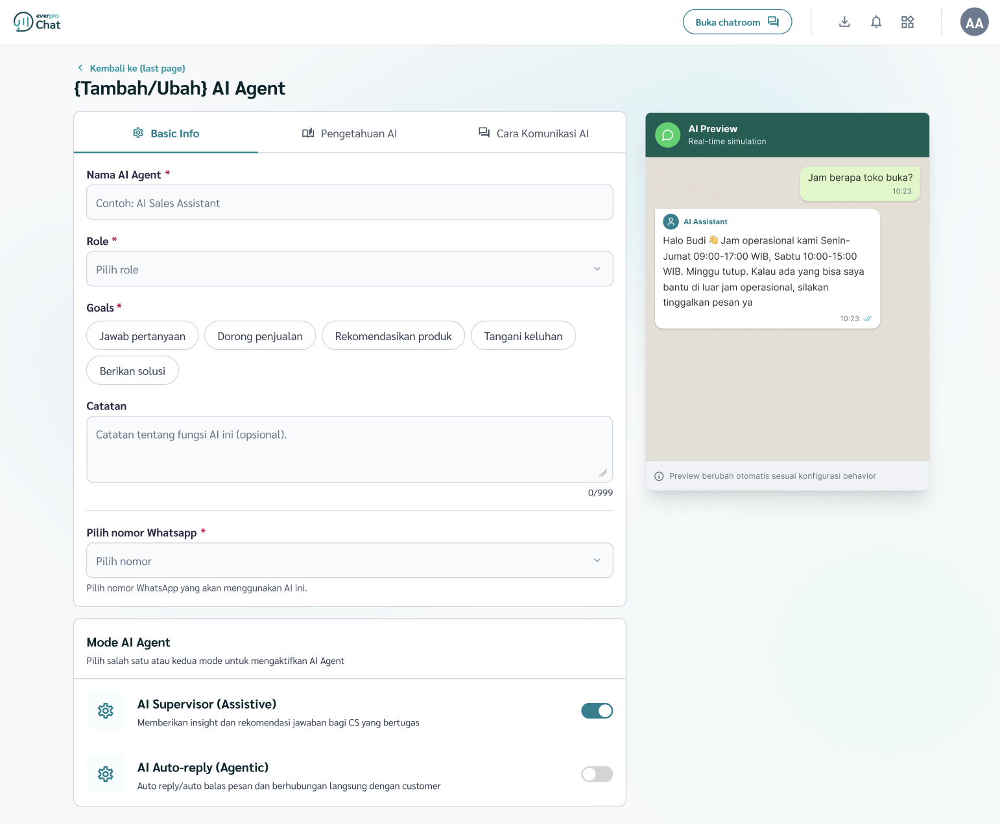 everpro
Chat
Buka chatroom
AA
Kembali ke {last page}
{Tambah/Ubah} AI Agent
Basic Info
Pengetahuan AI
Cara Komunikasi AI
Nama AI Agent *
Contoh: AI Sales Assistant
Role *
Pilih role
Goals *
Jawab pertanyaan
Dorong penjualan
Rekomendasikan produk
Tangani keluhan
Berikan solusi
Catatan
Catatan tentang fungsi AI ini (opsional).
0/999
Pilih nomor Whatsapp *
Pilih nomor
Pilih nomor WhatsApp yang akan menggunakan AI ini.
Mode AI Agent
Pilih salah satu atau kedua mode untuk mengaktifkan AI Agent
AI Supervisor (Assistive)
Memberikan insight dan rekomendasi jawaban bagi CS yang bertugas
AI Auto-reply (Agentic)
Auto reply/auto balas pesan dan berhubungan langsung dengan customer
AI Preview
Real-time simulation
Jam berapa toko buka?
10:23
AI Assistant
Halo Budi 👋 Jam operasional kami Senin-
Jumat 09:00-17:00 WIB, Sabtu 10:00-15:00
WIB. Minggu tutup. Kalau ada yang bisa saya
bantu di luar jam operasional, silakan
tinggalkan pesan ya
10:23
Preview berubah otomatis sesuai konfigurasi behavior